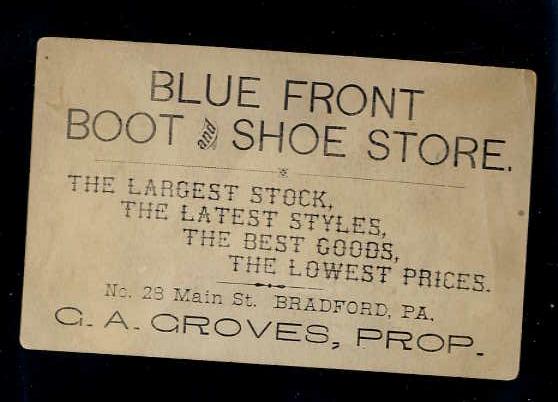 BLUE FRONT
BOOT and SHOE STORE.
THE LARGEST STOCK,
THE LATEST STYLES,
THE BEST GOODS,
THE LOWEST PRICES.
No. 28 Main St. BRADFORD, PA.
G. A. GROVES, PROP.